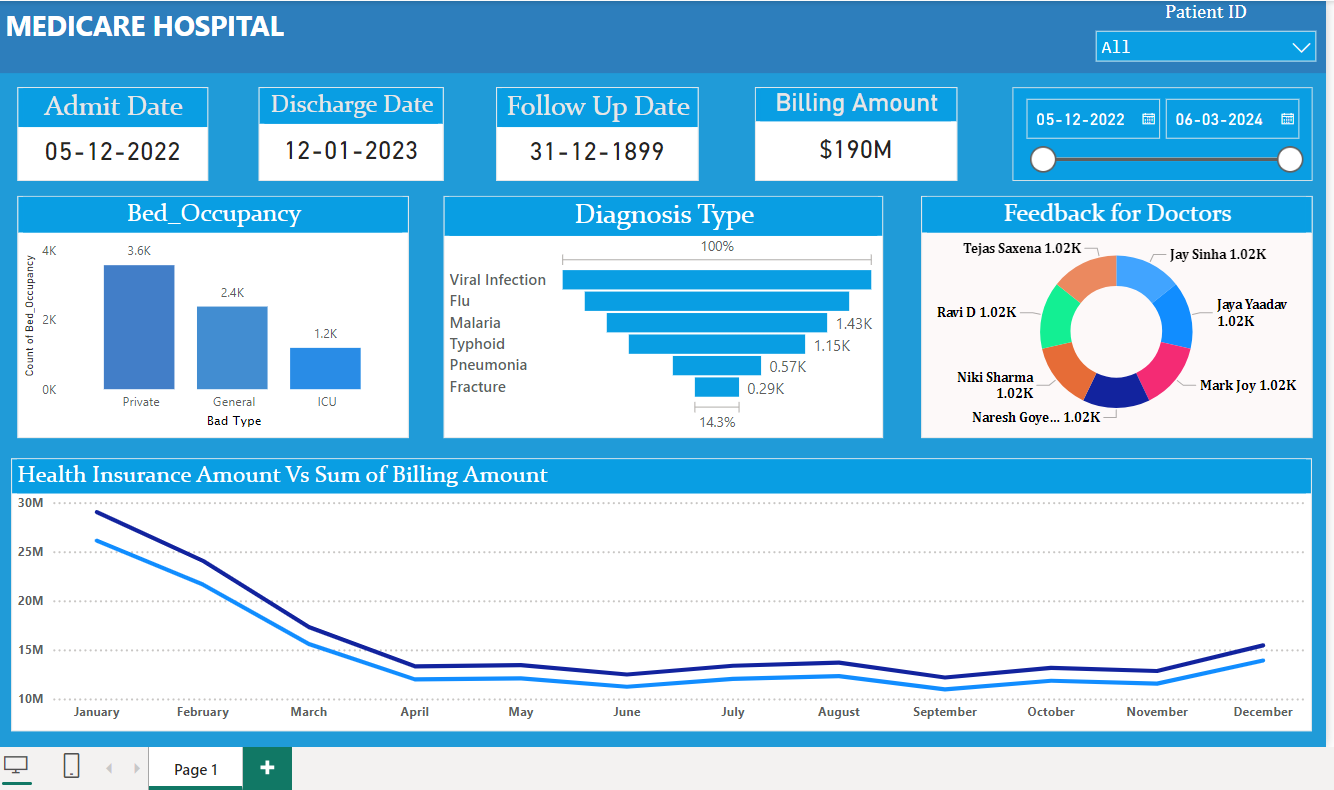 MEDICARE HOSPITAL
Patient ID
All
Admit Date
05-12-2022
Discharge Date
12-01-2023
Follow Up Date
31-12-1899
Billing Amount
$190M
05-12-2022
06-03-2024
Bed_Occupancy
Count of Bed_Occupancy
4K
2K
0K
3.6K
2.4K
1.2K
Private
General
ICU
Bad Type
Diagnosis Type
100%
Viral Infection
Flu
Malaria
1.43K
Typhoid
1.15K
Pneumonia
0.57K
Fracture
0.29K
14.3%
Feedback for Doctors
Tejas Saxena 1.02K
Jay Sinha 1.02K
Ravi D 1.02K
Jaya Yaadav
1.02K
Niki Sharma
1.02K
Mark Joy 1.02K
Naresh Goye... 1.02K
Health Insurance Amount Vs Sum of Billing Amount
30M
25M
20M
15M
10M
January
February
March
April
May
June
July
August
September
October
November
December
Page 1
+